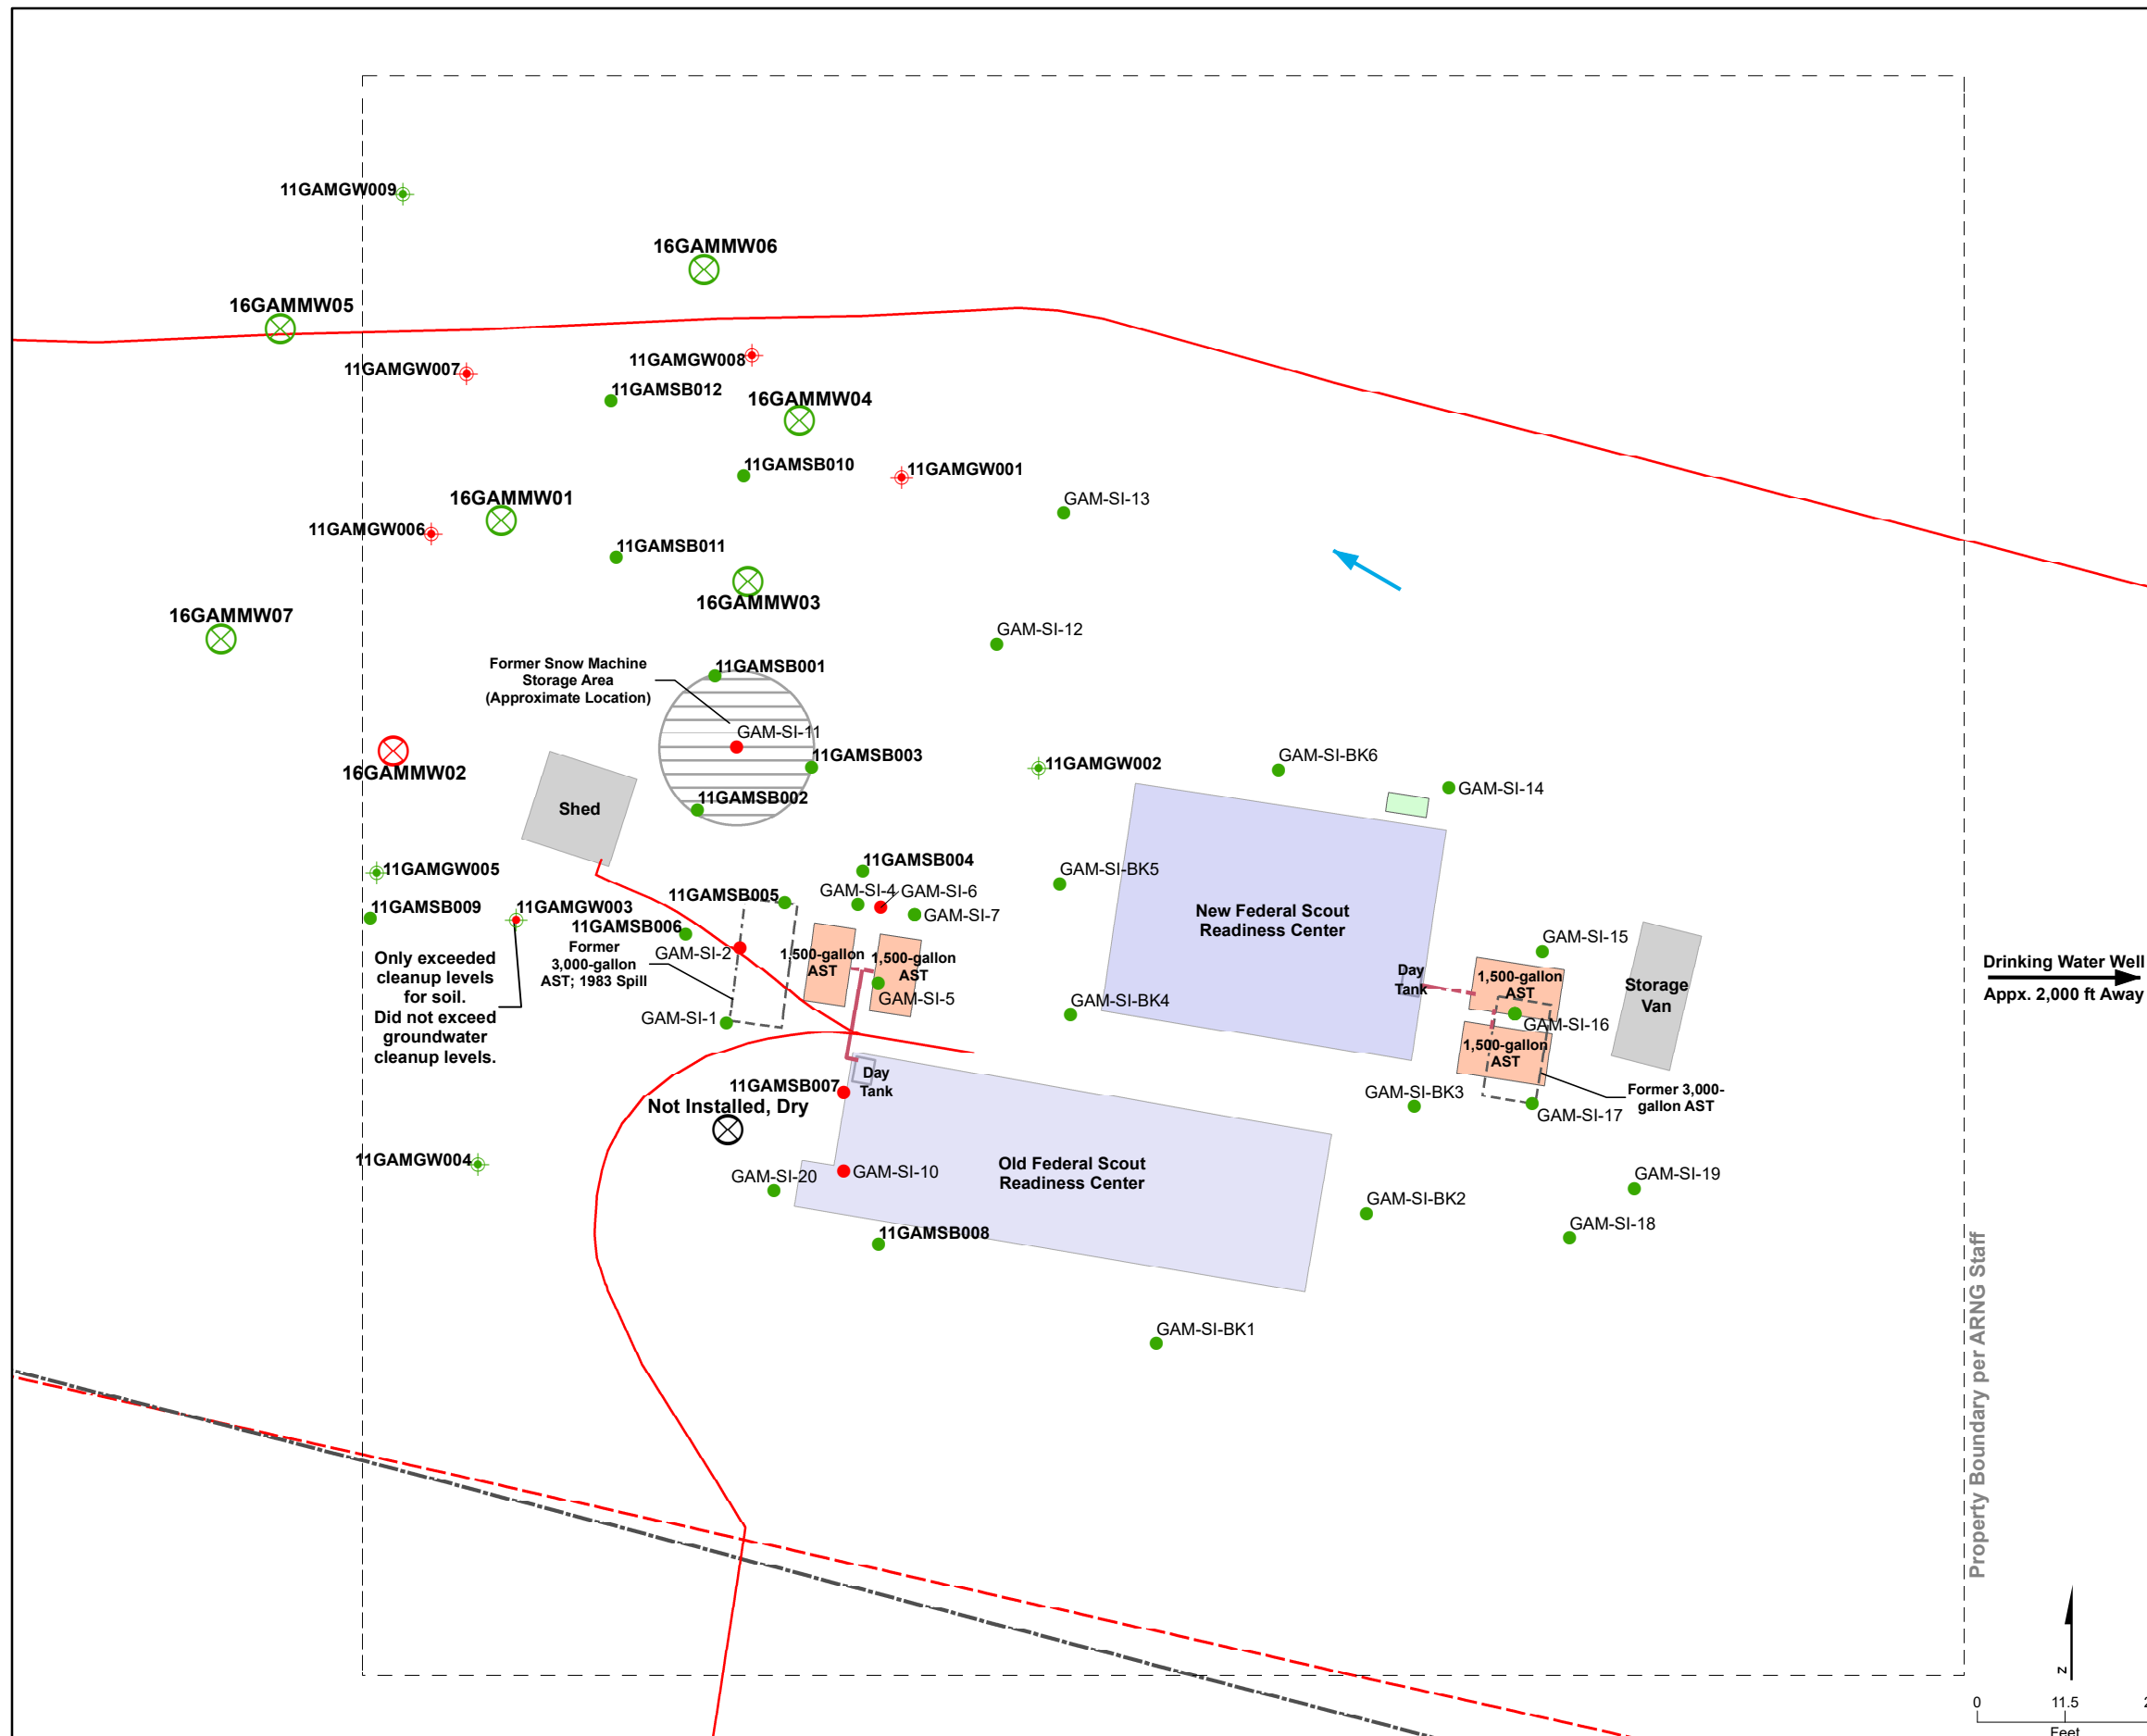 11GAMGW009
16GAMMW06
16GAMMW05
11GAMGW008
11GAMGW007
11GAMSB012
16GAMMW04
11GAMSB010
11GAMGW001
16GAMMW01
GAM-SI-13
11GAMGW006
11GAMSB011
16GAMMW03
16GAMMW07
GAM-SI-12
Former Snow Machine
Storage Area
(Approximate Location)
11GAMSB001
GAM-SI-11
11GAMSB003
11GAMGW002
GAM-SI-BK6
16GAMMW02
GAM-SI-14
11GAMSB002
Shed
11GAMSB004
11GAMGW005
GAM-SI-BK5
11GAMSB005
GAM-SI-4
GAM-SI-6
11GAMSB009
11GAMGW003
GAM-SI-7
New Federal Scout
Readiness Center
11GAMSB006
GAM-SI-2
Former
3,000-gallon
AST; 1983 Spill
1,500-gallon
AST
1,500-gallon
AST
GAM-SI-15
Only exceeded
cleanup levels
for soil.
Did not exceed
groundwater
cleanup levels.
Day
Tank
1,500-gallon
AST
Storage
Van
Drinking Water Well
Appx. 2,000 ft Away
GAM-SI-5
GAM-SI-1
GAM-SI-BK4
GAM-SI-16
1,500-gallon
AST
11GAMSB007
Day
Tank
GAM-SI-BK3
Former 3,000-
gallon AST
Not Installed, Dry
GAM-SI-17
11GAMGW004
GAM-SI-20
GAM-SI-10
Old Federal Scout
Readiness Center
GAM-SI-19
GAM-SI-BK2
GAM-SI-18
11GAMSB008
GAM-SI-BK1
Property Boundary per ARNG Staff
z
0 11.5 2
Feet